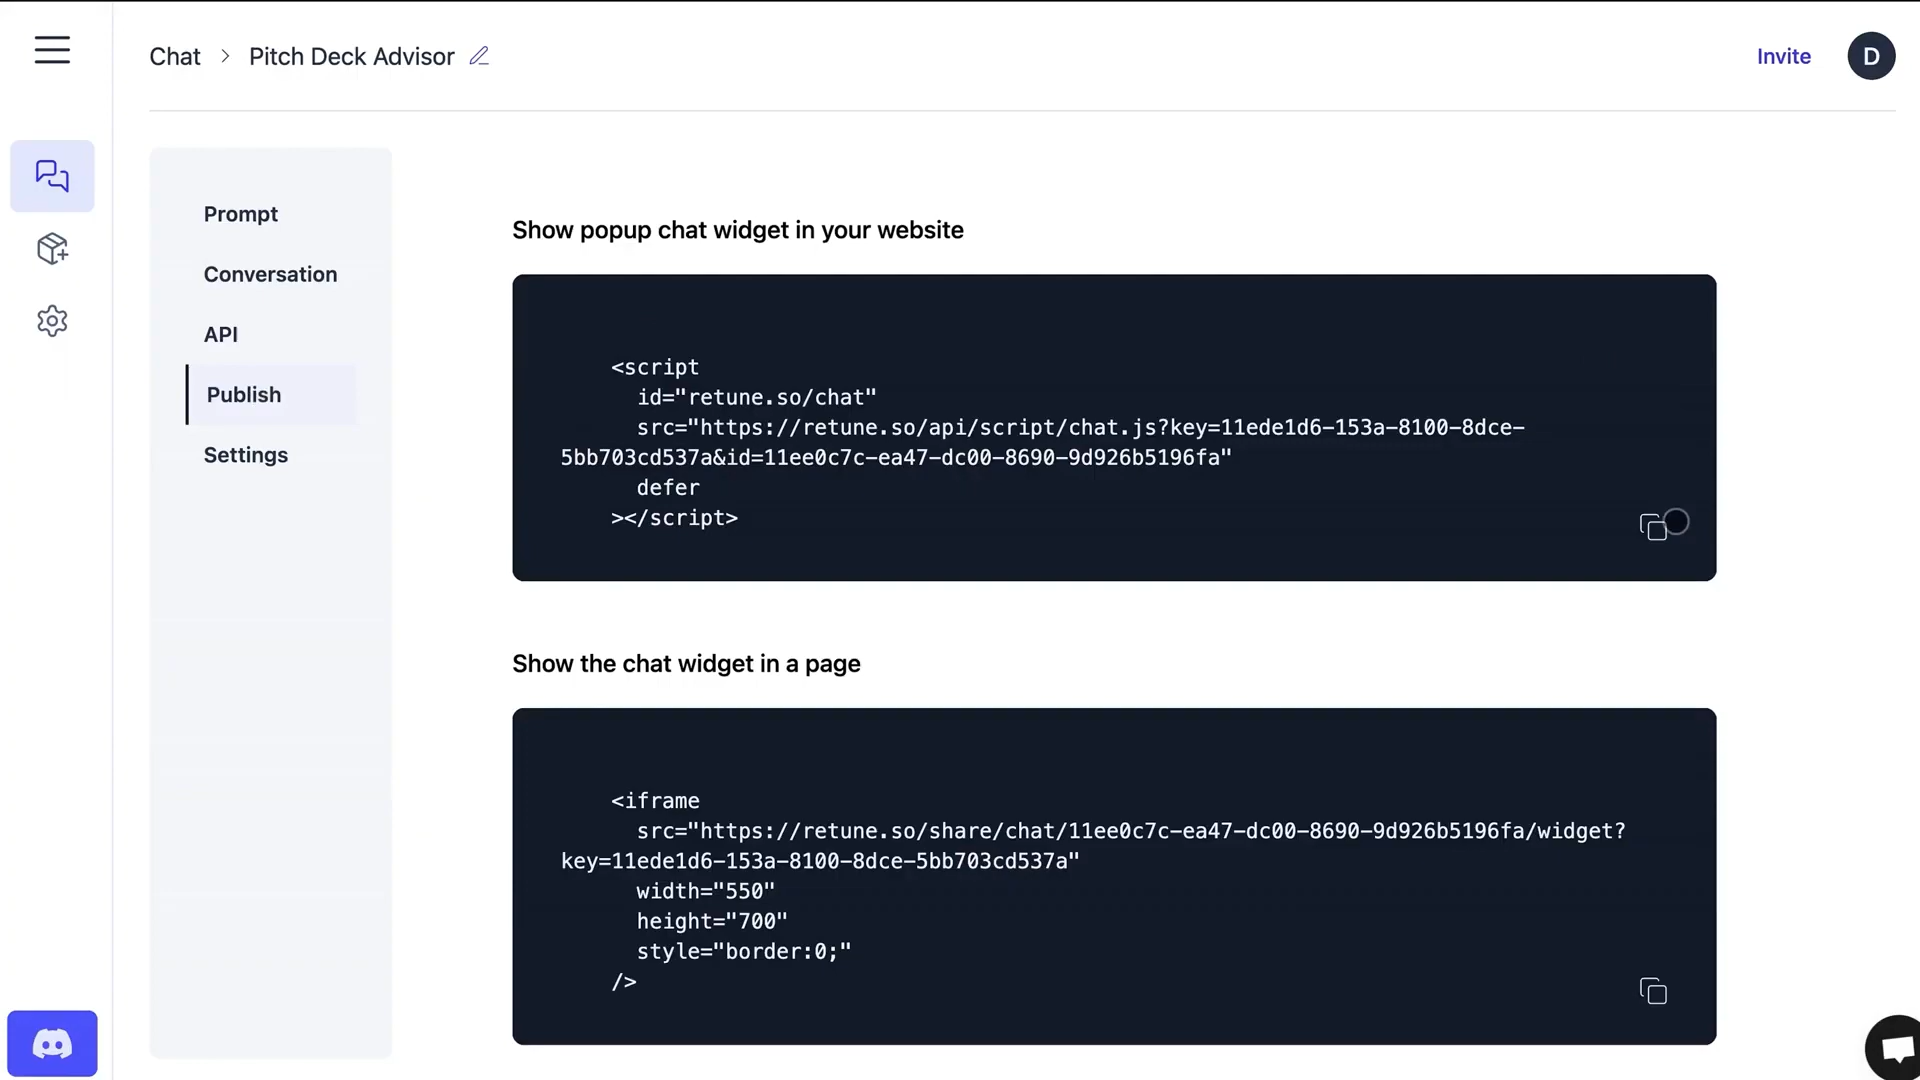 Chat > Pitch Deck Advisor
Invite
D
Prompt
Conversation
API
Publish
Settings
Show popup chat widget in your website
<script
id="retune.so/chat"
src="https://retune.so/api/script/chat.js?key=11ede1d6-153a-8100-8dce-
5bb703cd537a&id=11ee0c7c-ea47-dc00-8690-9d926b5196fa"
defer
></script>
Show the chat widget in a page
<iframe
src="https://retune.so/share/chat/11ee0c7c-ea47-dc00-8690-9d926b5196fa/widget?
key=11ede1d6-153a-8100-8dce-5bb703cd537a"
width="550"
height="700"
style="border:0;"
/>